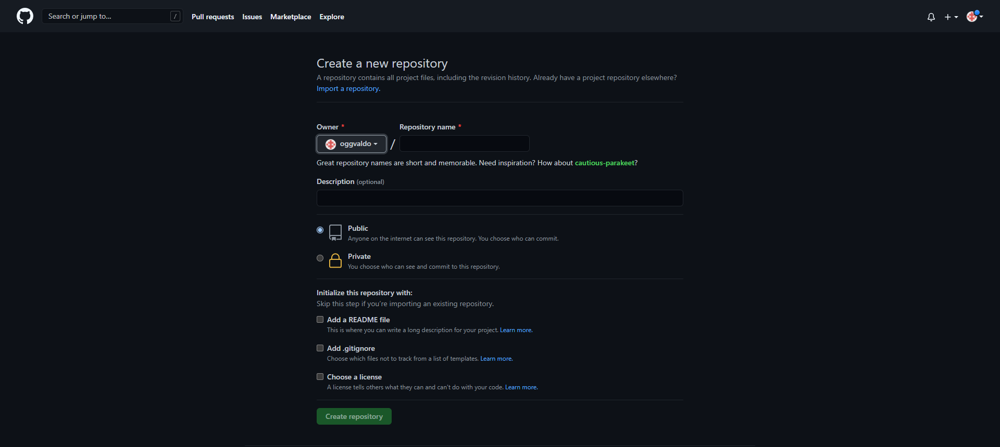 Search or jump to... /
Pull requests Issues Marketplace Explore
Create a new repository
A repository contains all project files, including the revision history. Already have a project repository elsewhere?
Import a repository.
Owner * Repository name *
oggvaldo /
Great repository names are short and memorable. Need inspiration? How about cautious-parakeet?
Description (optional)
Public
Anyone on the internet can see this repository. You choose who can commit.
Private
You choose who can see and commit to this repository.
Initialize this repository with:
Skip this step if you’re importing an existing repository.
Add a README file
This is where you can write a long description for your project. Learn more.
Add .gitignore
Choose which files not to track from a list of templates. Learn more.
Choose a license
A license tells others what they can and can't do with your code. Learn more.
Create repository